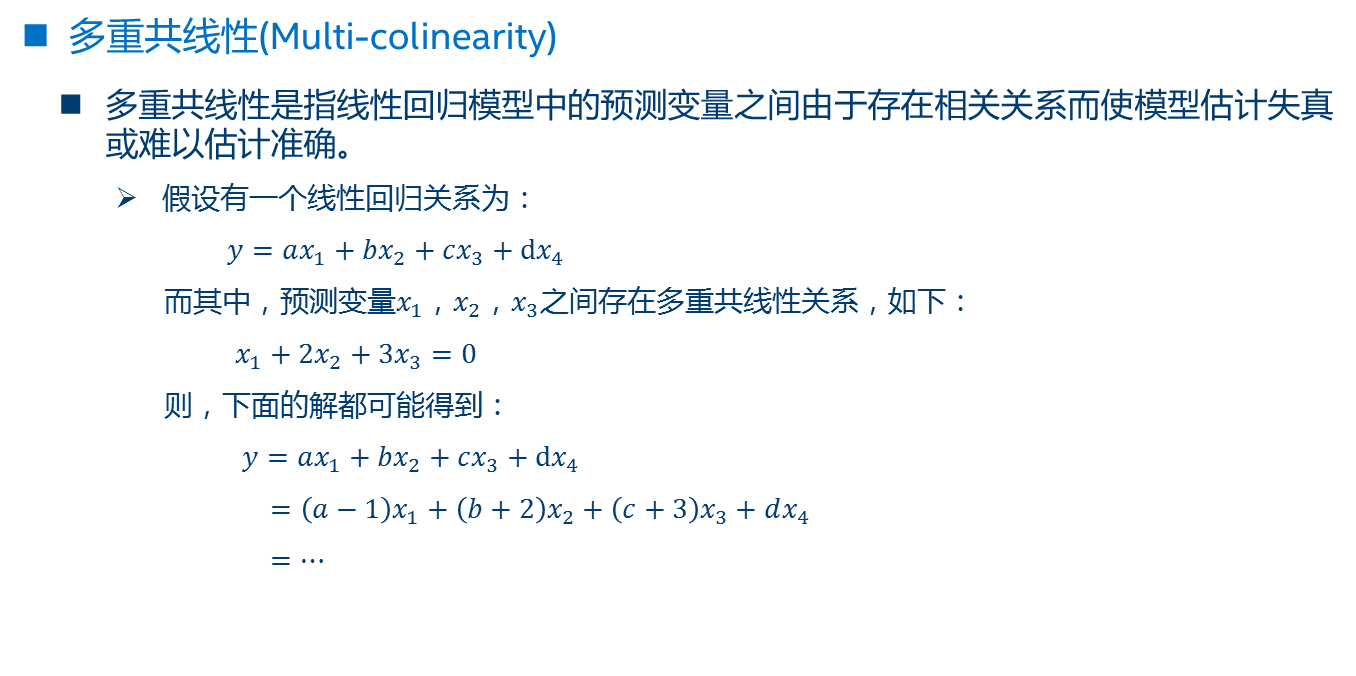 多重共线性(Multi-colinearity)
多重共线性是指线性回归模型中的预测变量之间由于存在相关关系而使模型估计失真
或难以估计准确。
假设有一个线性回归关系为：
y = ax₁ + bx₂ + cx₃ + dx₄
而其中，预测变量x₁，x₂，x₃之间存在多重共线性关系，如下：
x₁ + 2x₂ + 3x₃ = 0
则，下面的解都可能得到：
y = ax₁ + bx₂ + cx₃ + dx₄
= (a − 1)x₁ + (b + 2)x₂ + (c + 3)x₃ + dx₄
= ⋯